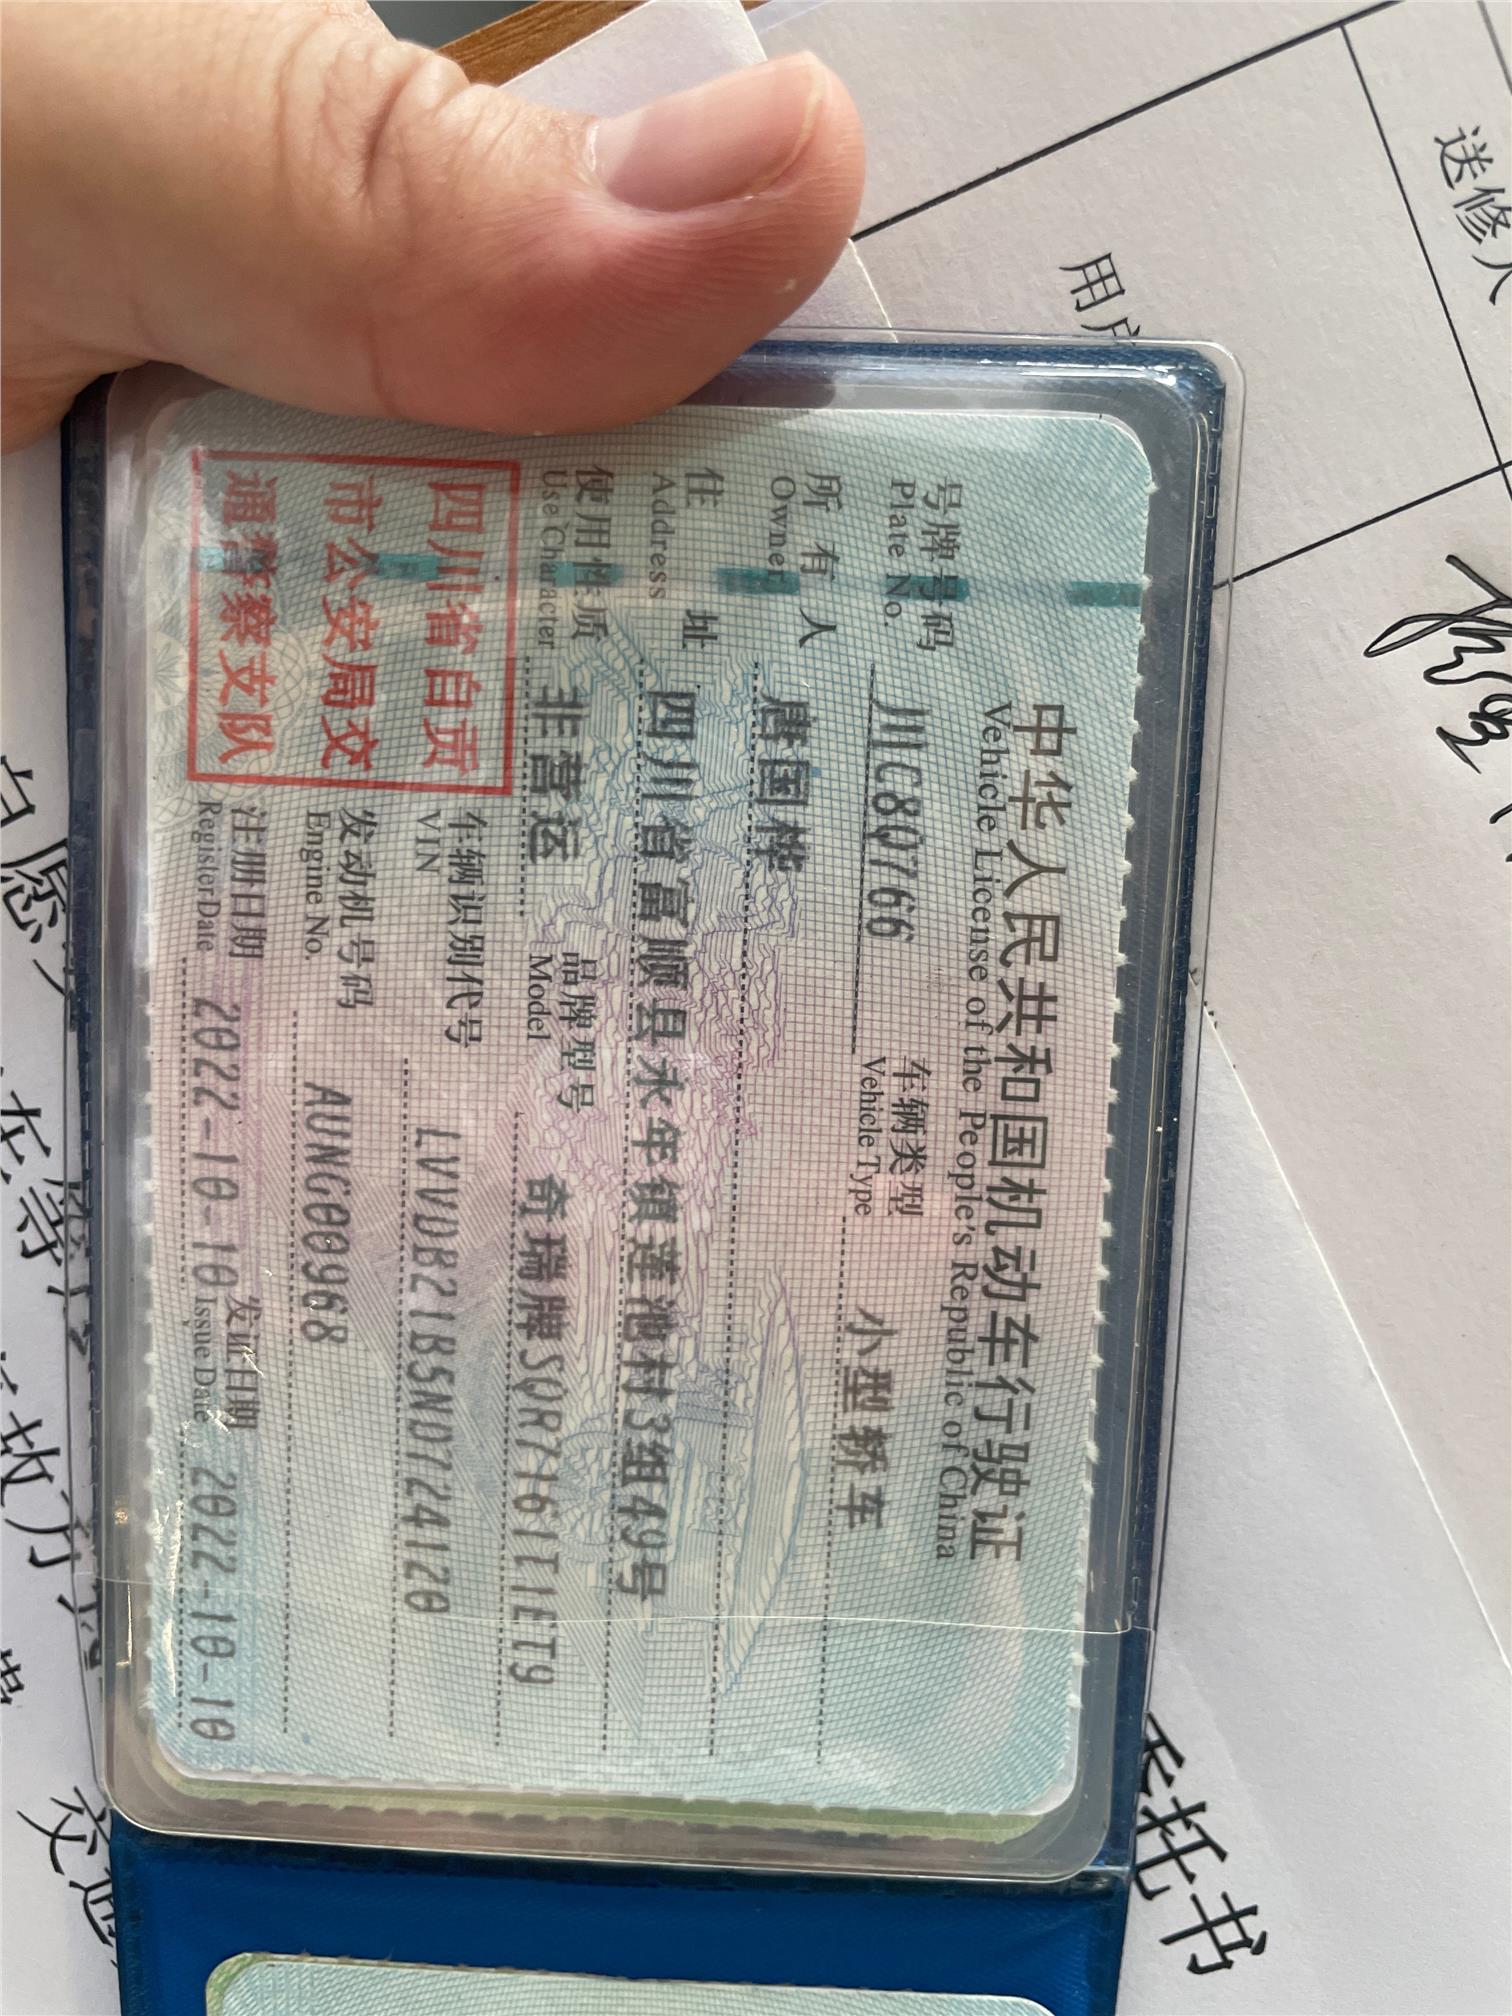 中华人民共和国机动车行驶证
Vehicle License of the People's Republic of China
号牌号码 川C8Q766 车辆类型 小型轿车
Plate No. Vehicle Type
所有人 唐国桦
Owner
住址 四川省富顺县永年镇莲池村3组49号
Address
使用性质 非营运 品牌型号 奇瑞牌SQR7161E1ET9
Use Character Model
四川省自贡
市公安局交
通警察支队
车辆识别代号 LVVDB21B5ND724120
VIN
发动机号码 AUNG00968
Engine No.
注册日期 2022-10-10 发证日期 2022-10-10
Register Date Issue Date
送修人
用户
委托书